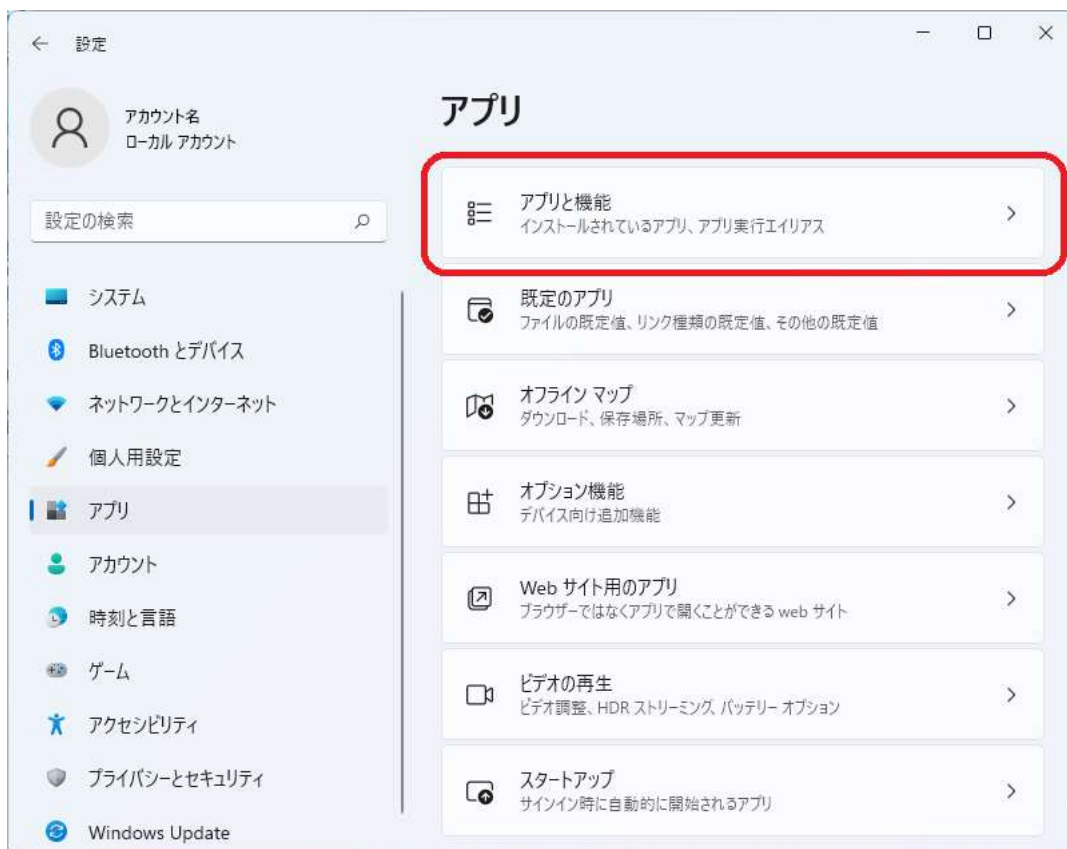 設定
アカウント名
ローカル アカウント
設定の検索
システム
Bluetooth とデバイス
ネットワークとインターネット
個人用設定
アプリ
アカウント
時刻と言語
ゲーム
アクセシビリティ
プライバシーとセキュリティ
Windows Update
アプリ
アプリと機能
インストールされているアプリ、アプリ実行エイリアス
既定のアプリ
ファイルの既定値、リンク種類の既定値、その他の既定値
オフライン マップ
ダウンロード、保存場所、マップ更新
オプション機能
デバイス向け追加機能
Web サイト用のアプリ
ブラウザーではなくアプリで開くことができる web サイト
ビデオの再生
ビデオ調整、HDR ストリーミング、バッテリー オプション
スタートアップ
サインイン時に自動的に開始されるアプリ